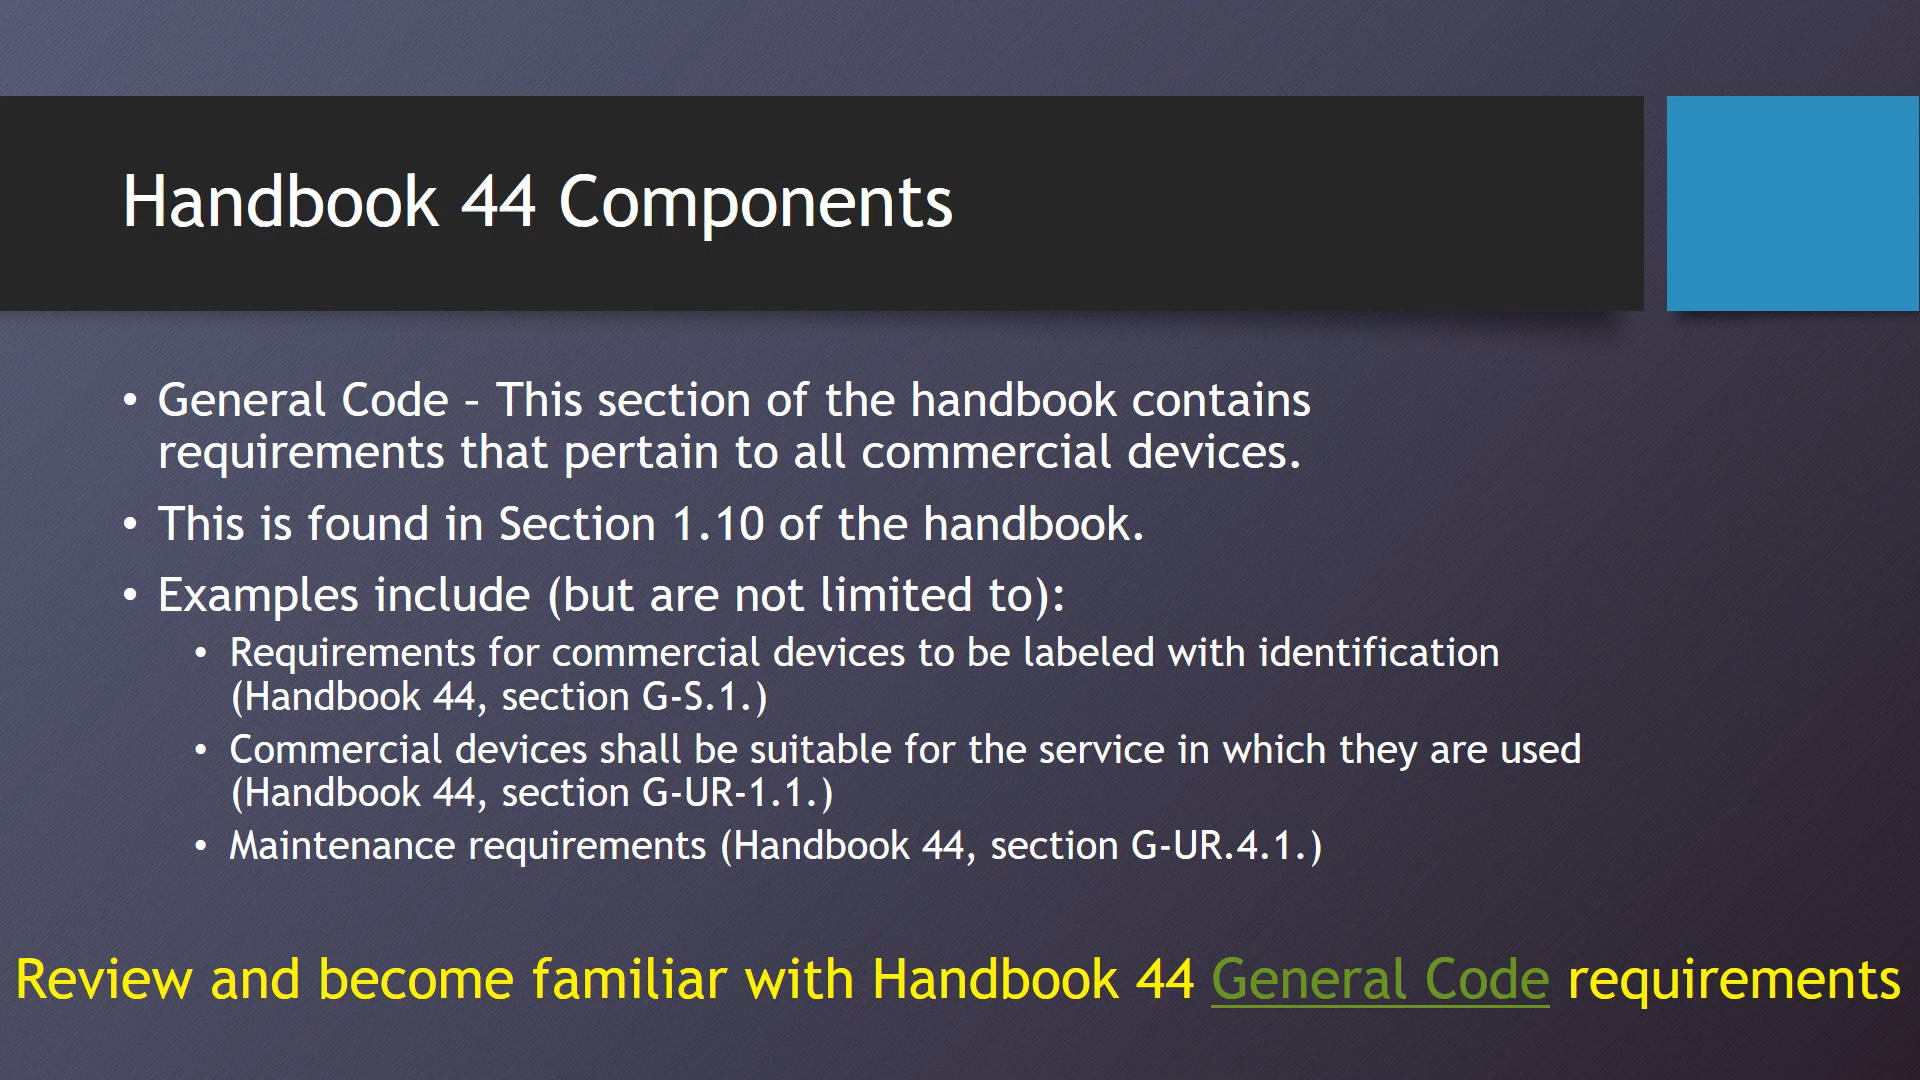 Handbook 44 Components
• General Code – This section of the handbook contains
requirements that pertain to all commercial devices.
• This is found in Section 1.10 of the handbook.
• Examples include (but are not limited to):
• Requirements for commercial devices to be labeled with identification
(Handbook 44, section G-S.1.)
• Commercial devices shall be suitable for the service in which they are used
(Handbook 44, section G-UR-1.1.)
• Maintenance requirements (Handbook 44, section G-UR.4.1.)
Review and become familiar with Handbook 44 General Code requirements